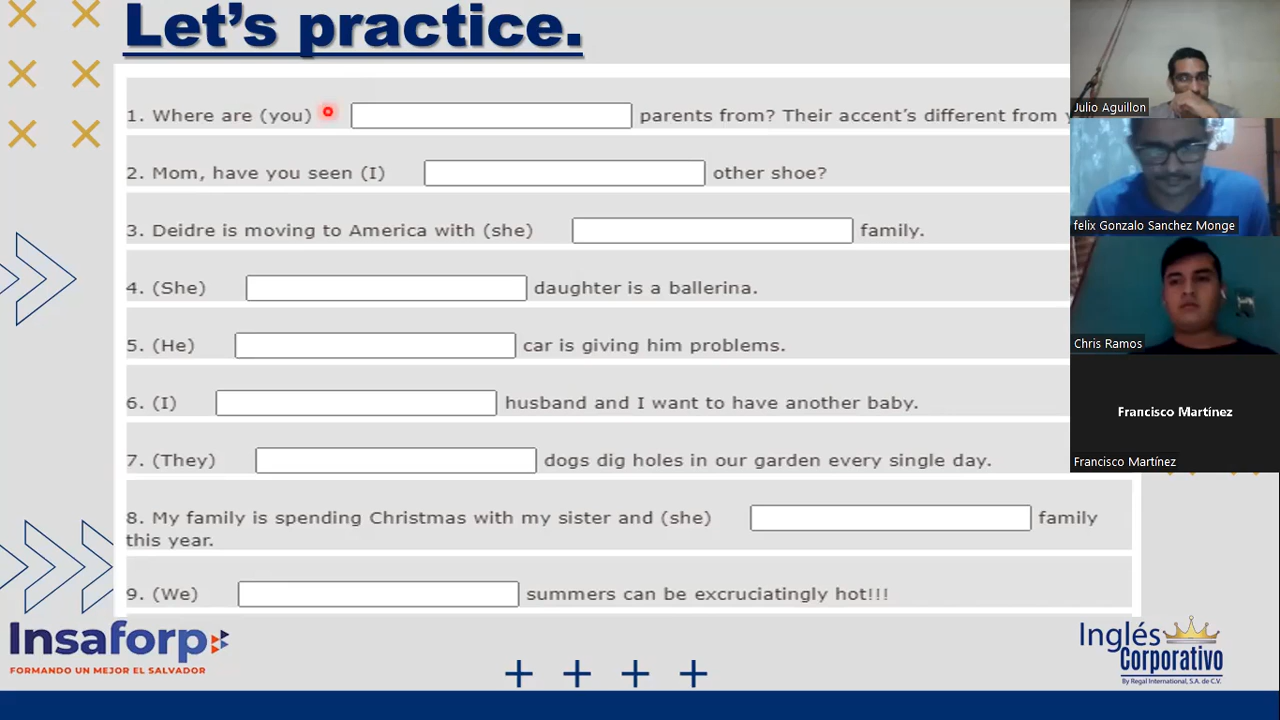 Let's practice.
1. Where are (you) parents from? Their accent's different from
2. Mom, have you seen (I) other shoe?
3. Deidre is moving to America with (she) family.
4. (She) daughter is a ballerina.
5. (He) car is giving him problems.
6. (I) husband and I want to have another baby.
7. (They) dogs dig holes in our garden every single day.
8. My family is spending Christmas with my sister and (she) family
this year.
9. (We) summers can be excruciatingly hot!!!
Julio Aguillon
felix Gonzalo Sanchez Monge
Chris Ramos
Francisco Martínez
Francisco Martínez
Insaforp
FORMANDO UN MEJOR EL SALVADOR
Inglés
Corporativo
By Regal International, S.A. de C.V.